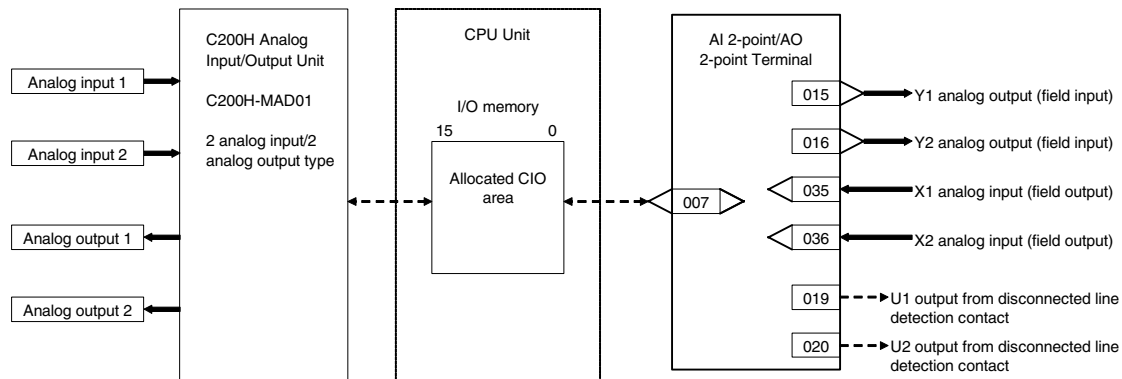 Analog input 1
Analog input 2
Analog output 1
Analog output 2
C200H Analog
Input/Output Unit
C200H-MAD01
2 analog input/2
analog output type
CPU Unit
I/O memory
15 0
Allocated CIO
area
AI 2-point/AO
2-point Terminal
007
015
Y1 analog output (field input)
016
Y2 analog output (field input)
035
X1 analog input (field output)
036
X2 analog input (field output)
019
U1 output from disconnected line
detection contact
020
U2 output from disconnected line
detection contact